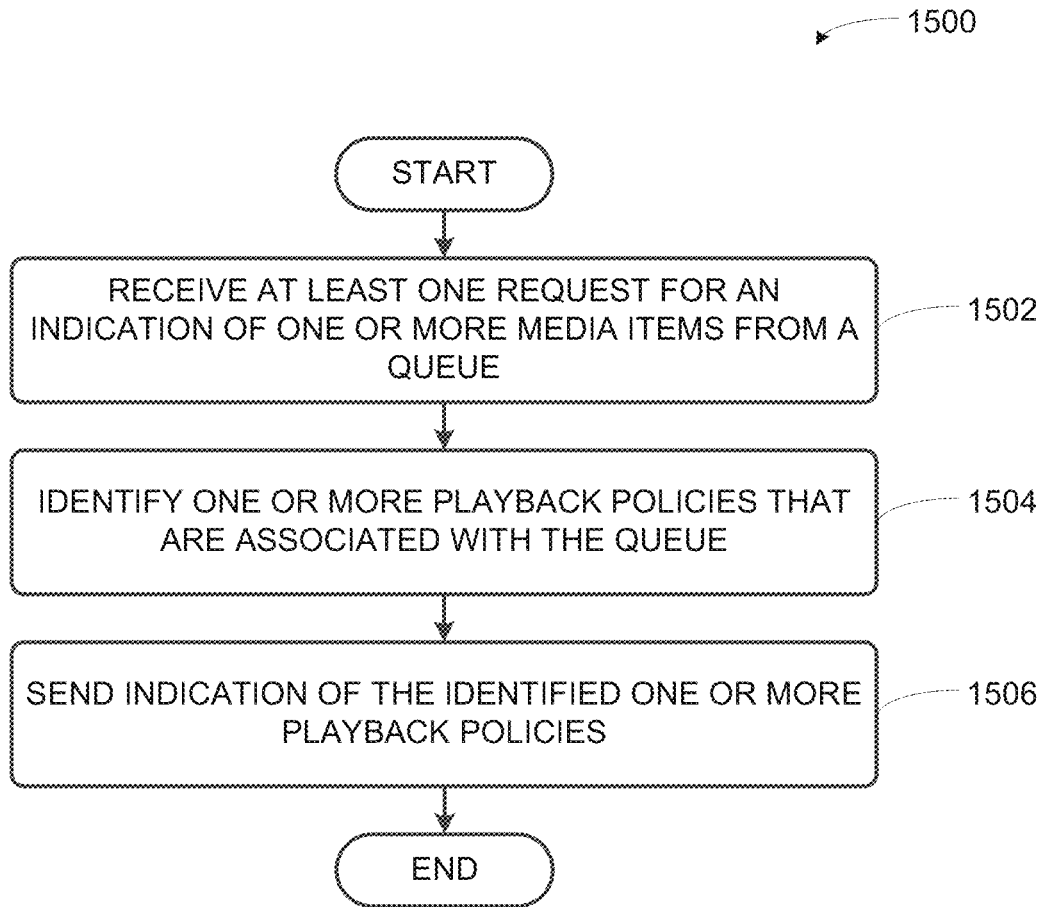 1500
START
RECEIVE AT LEAST ONE REQUEST FOR AN
INDICATION OF ONE OR MORE MEDIA ITEMS FROM A
QUEUE
1502
IDENTIFY ONE OR MORE PLAYBACK POLICIES THAT
ARE ASSOCIATED WITH THE QUEUE
1504
SEND INDICATION OF THE IDENTIFIED ONE OR MORE
PLAYBACK POLICIES
1506
END